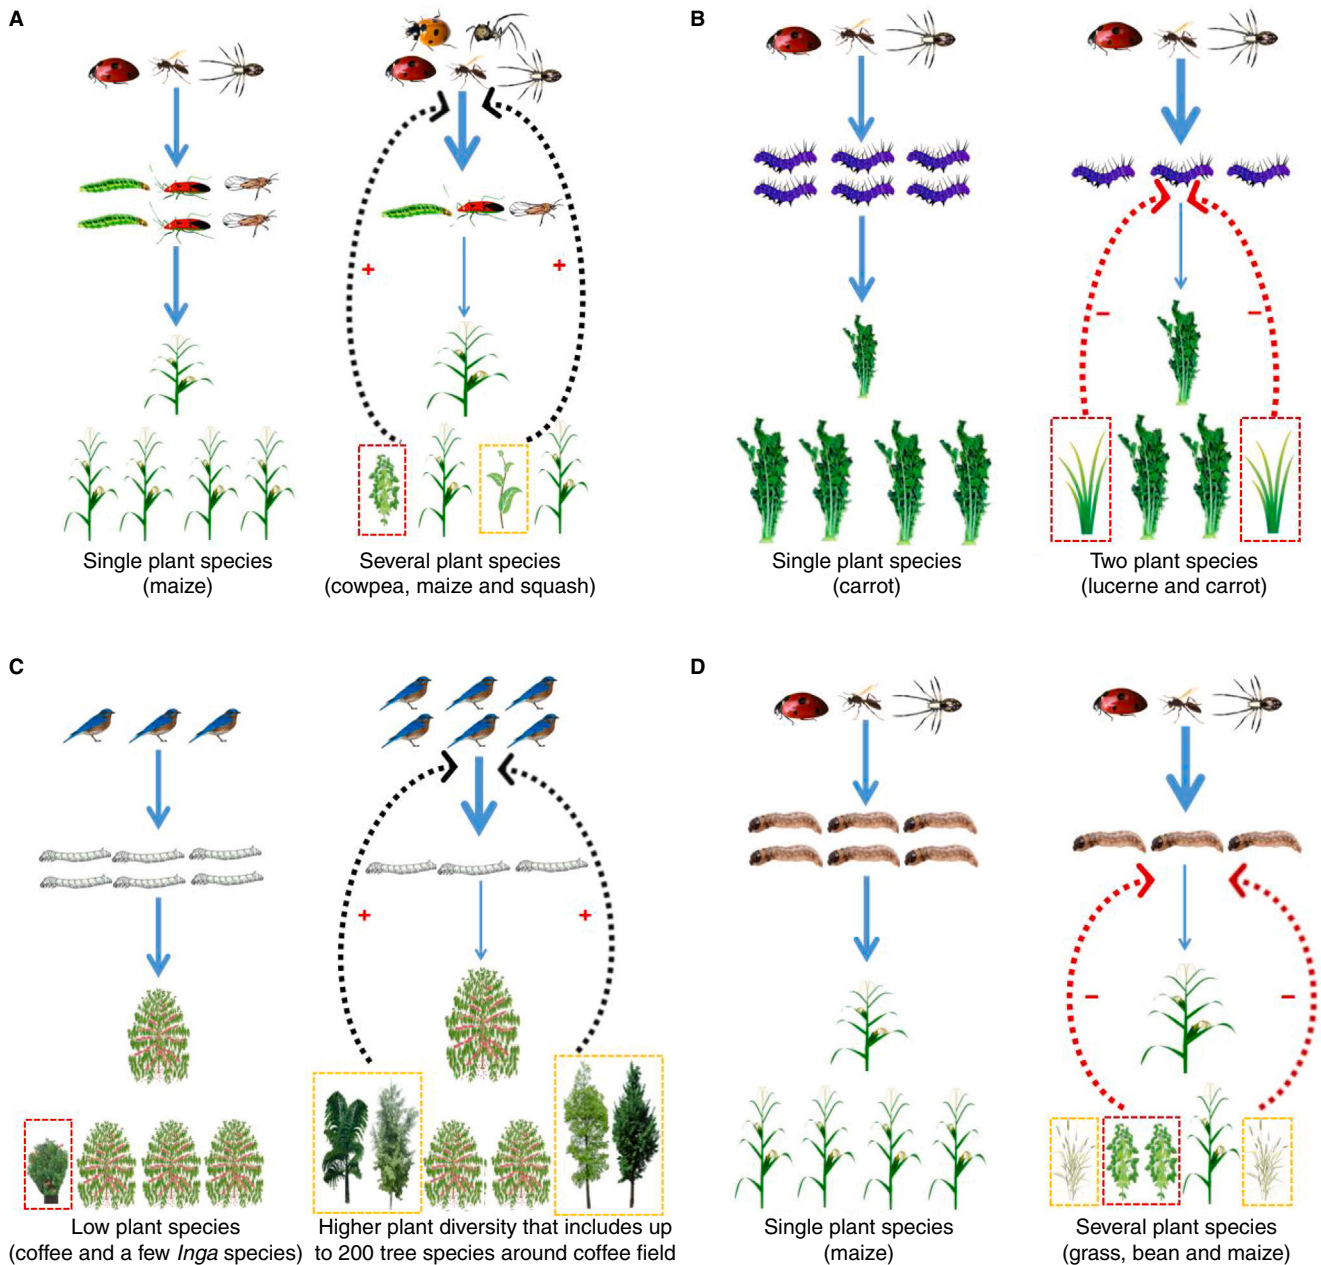 A
B
+
+
–
–
Single plant species
(maize)
Several plant species
(cowpea, maize and squash)
Single plant species
(carrot)
Two plant species
(lucerne and carrot)
C
D
+
+
–
–
Low plant species
(coffee and a few Inga species)
Higher plant diversity that includes up
to 200 tree species around coffee field
Single plant species
(maize)
Several plant species
(grass, bean and maize)